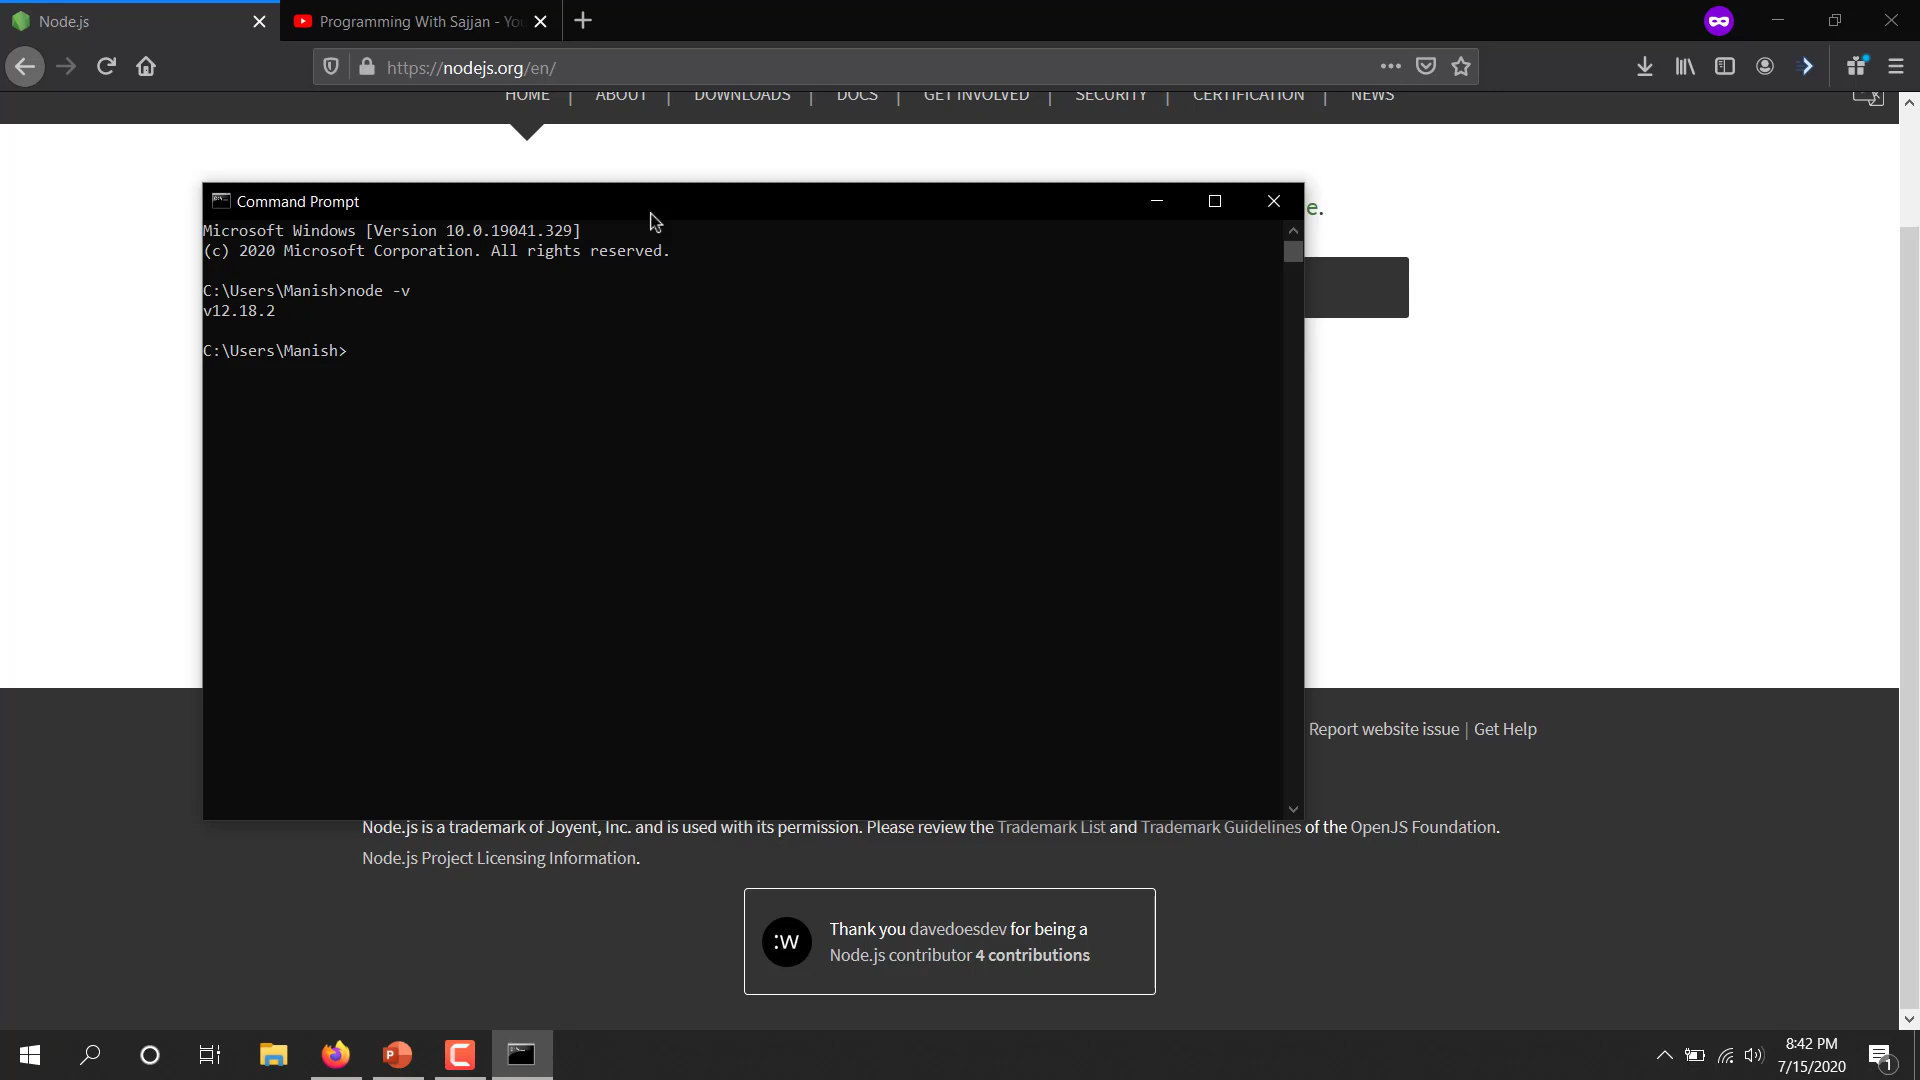 Node.js
Programming With Sajjan - Yo
https://nodejs.org/en/
HOME | ABOUT | DOWNLOADS | DOCS | GET INVOLVED | SECURITY | CERTIFICATION | NEWS
Command Prompt
e.
Microsoft Windows [Version 10.0.19041.329]
(c) 2020 Microsoft Corporation. All rights reserved.
C:\Users\Manish>node -v
v12.18.2
C:\Users\Manish>
Report website issue | Get Help
Node.js is a trademark of Joyent, Inc. and is used with its permission. Please review the Trademark List and Trademark Guidelines of the OpenJS Foundation.
Node.js Project Licensing Information.
:W
Thank you davedoesdev for being a
Node.js contributor 4 contributions
8:42 PM
7/15/2020
1